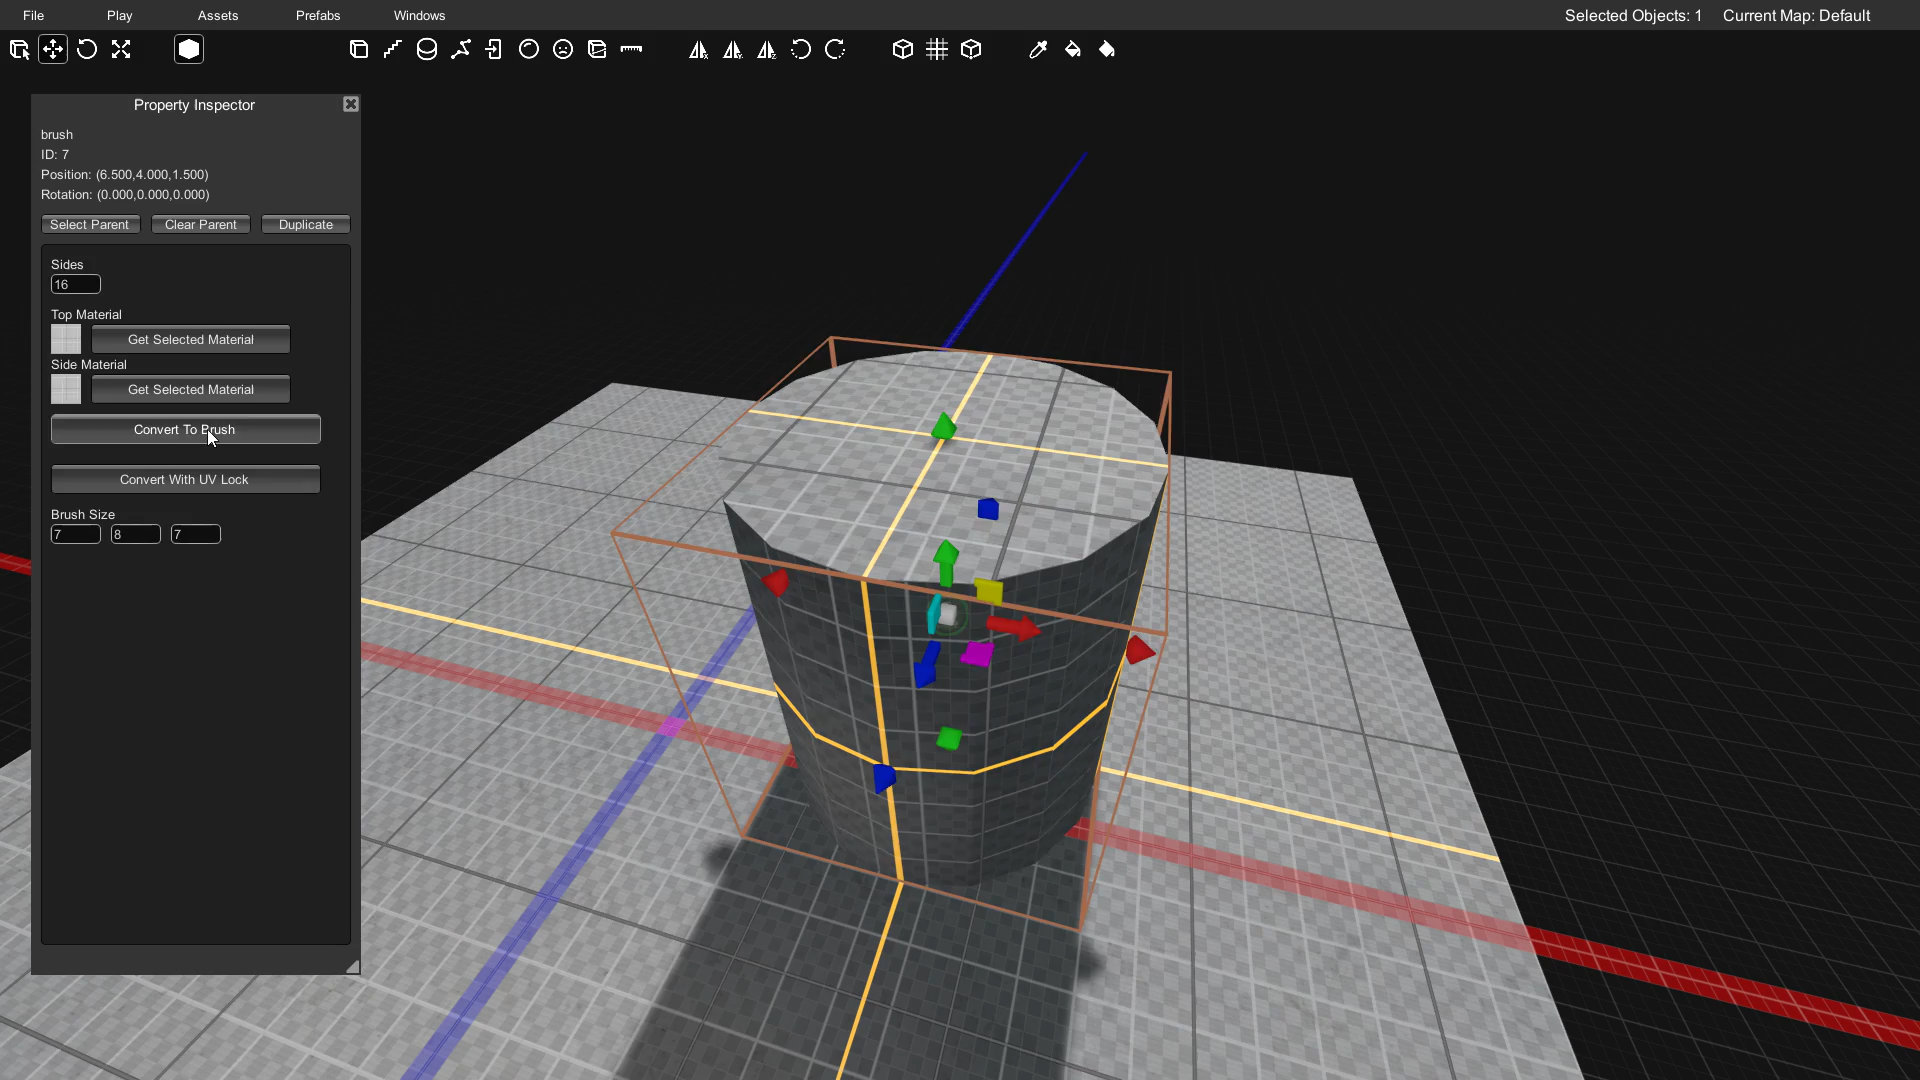 File Play Assets Prefabs Windows Selected Objects: 1 Current Map: Default
Property Inspector
brush
ID: 7
Position: (6.500,4.000,1.500)
Rotation: (0.000,0.000,0.000)
Select Parent Clear Parent Duplicate
Sides
16
Top Material
Get Selected Material
Side Material
Get Selected Material
Convert To Brush
Convert With UV Lock
Brush Size
7 8 7